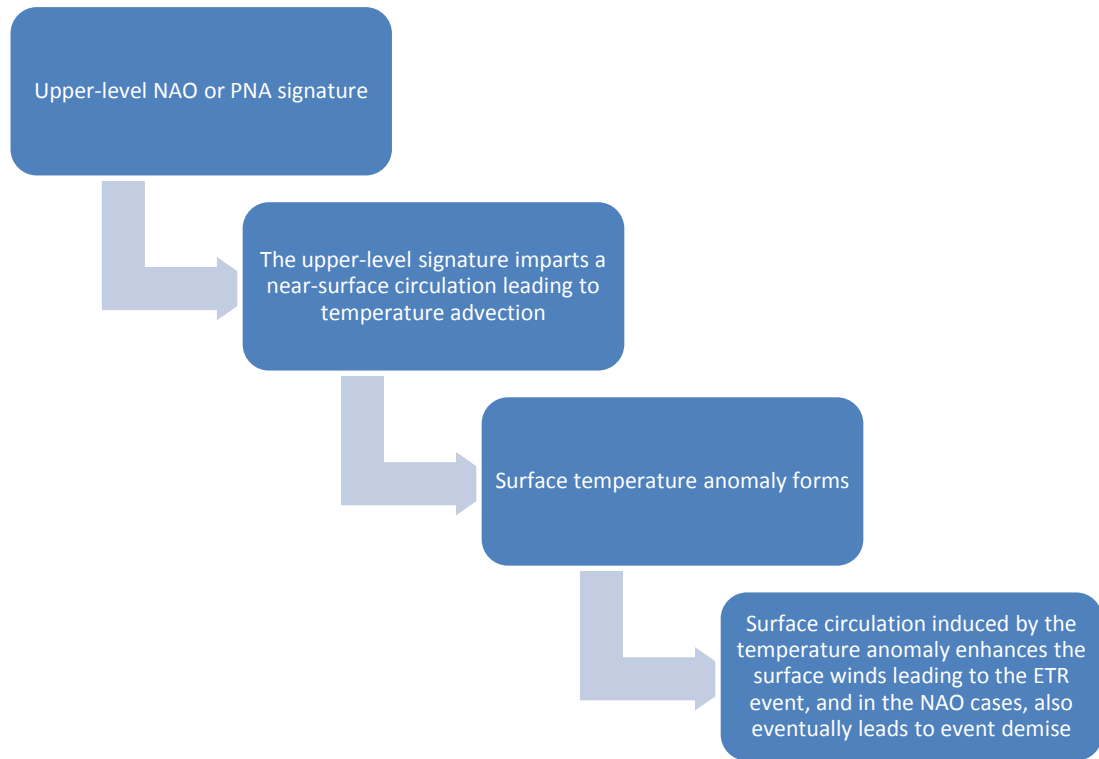 Upper-level NAO or PNA signature
The upper-level signature imparts a
near-surface circulation leading to
temperature advection
Surface temperature anomaly forms
Surface circulation induced by the
temperature anomaly enhances the
surface winds leading to the ETR
event, and in the NAO cases, also
eventually leads to event demise